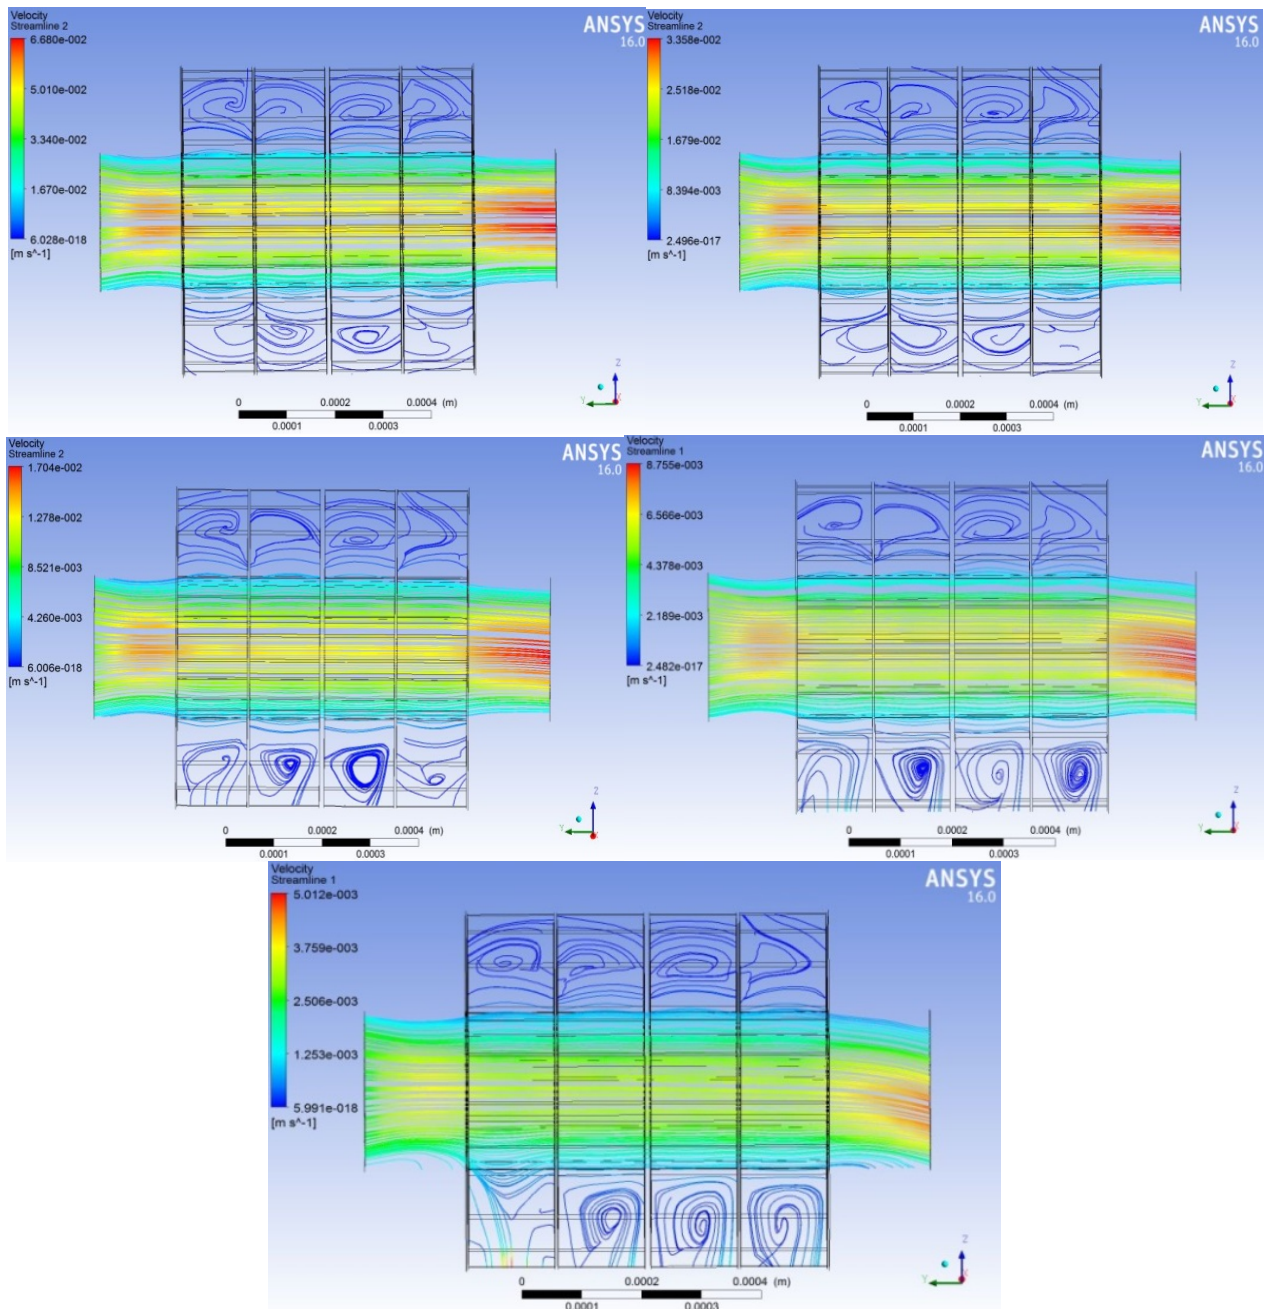 Velocity
Streamline 2
6.680e-002
5.010e-002
3.340e-002
1.670e-002
6.028e-018
[m s^-1]
ANSYS
16.0
Z
Y
X
0 0.0002 0.0004 (m)
0.0001 0.0003
Velocity
Streamline 2
3.358e-002
2.518e-002
1.679e-002
8.394e-003
2.496e-017
[m s^-1]
ANSYS
16.0
Z
Y
X
0 0.0002 0.0004 (m)
0.0001 0.0003
Velocity
Streamline 2
1.704e-002
1.278e-002
8.521e-003
4.260e-003
6.006e-018
[m s^-1]
ANSYS
16.0
Z
Y
0 0.0002 0.0004 (m)
0.0001 0.0003
Velocity
Streamline 1
8.755e-003
6.566e-003
4.378e-003
2.189e-003
2.482e-017
[m s^-1]
ANSYS
16.0
Z
Y
0 0.0002 0.0004 (m)
0.0001 0.0003
Velocity
Streamline 1
5.012e-003
3.759e-003
2.506e-003
1.253e-003
5.991e-018
[m s^-1]
ANSYS
16.0
Z
Y
0 0.0002 0.0004 (m)
0.0001 0.0003